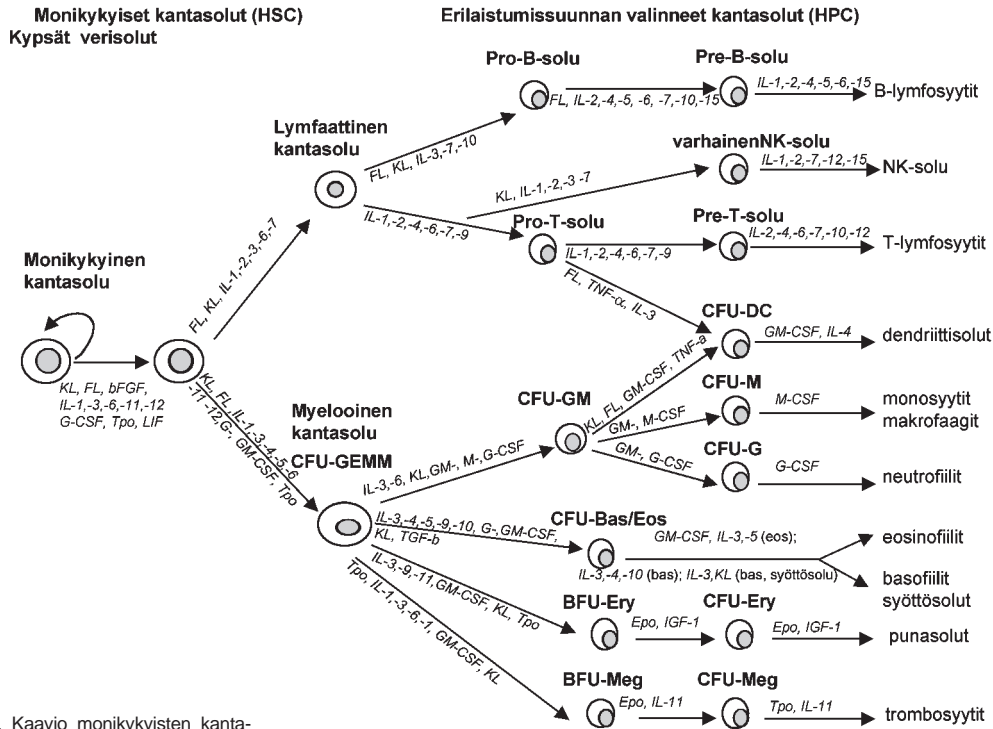 Monikykyiset kantasolut (HSC)
Erilaistumissuunnan valinneet kantasolut (HPC)
Kypsät verisolut
Pro-B-solu
Pre-B-solu
FL, IL-2,-4,-5, -6, -7,-10,-15
IL-1,-2,-4,-5,-6,-15
B-lymfosyytit
Lymfaattinen
kantasolu
FL, KL, IL-3,-7,-10
varhainenNK-solu
KL, IL-1,-2,-3 -7
IL-1,-2,-7,-12,-15
NK-solu
IL-1,-2,-4,-6,-7,-9
Pro-T-solu
Pre-T-solu
IL-1,-2,-4,-6,-7,-9
IL-2,-4,-6,-7,-10,-12
T-lymfosyytit
FL, KL, IL-1,-2,-3,-6,-7
Monikykyinen
kantasolu
FL, TNF-α, IL-3
CFU-DC
GM-CSF, IL-4
dendriittisolut
KL, FL, bFGF,
IL-1,-3,-6,-11,-12
G-CSF, Tpo, LIF
KL, FL, IL-1,-3,-4,-5,-6
-11 -12,G-, GM-CSF, Tpo
Myelooinen
kantasolu
CFU-GEMM
CFU-GM
KL, FL, GM-CSF, TNF-a
CFU-M
GM-, M-CSF
M-CSF
monosyytit
makrofaagit
IL-3,-6, KL,GM-, M-,G-CSF
GM-, G-CSF
CFU-G
G-CSF
neutrofiilit
IL-3,-4,-5,-9,-10, G-,GM-CSF,
KL, TGF-b
CFU-Bas/Eos
GM-CSF, IL-3,-5 (eos);
IL-3,-4,-10 (bas); IL-3,KL (bas, syöttösolu)
eosinofiilit
basofiilit
syöttösolut
IL-3,-9,-11,GM-CSF, KL, Tpo
BFU-Ery
CFU-Ery
Epo, IGF-1
Epo, IGF-1
punasolut
Tpo, IL-1,-3,-6,-1, GM-CSF, KL
BFU-Meg
CFU-Meg
Epo, IL-11
Tpo, IL-11
trombosyytit
Kaavio monikykyisten kanta-